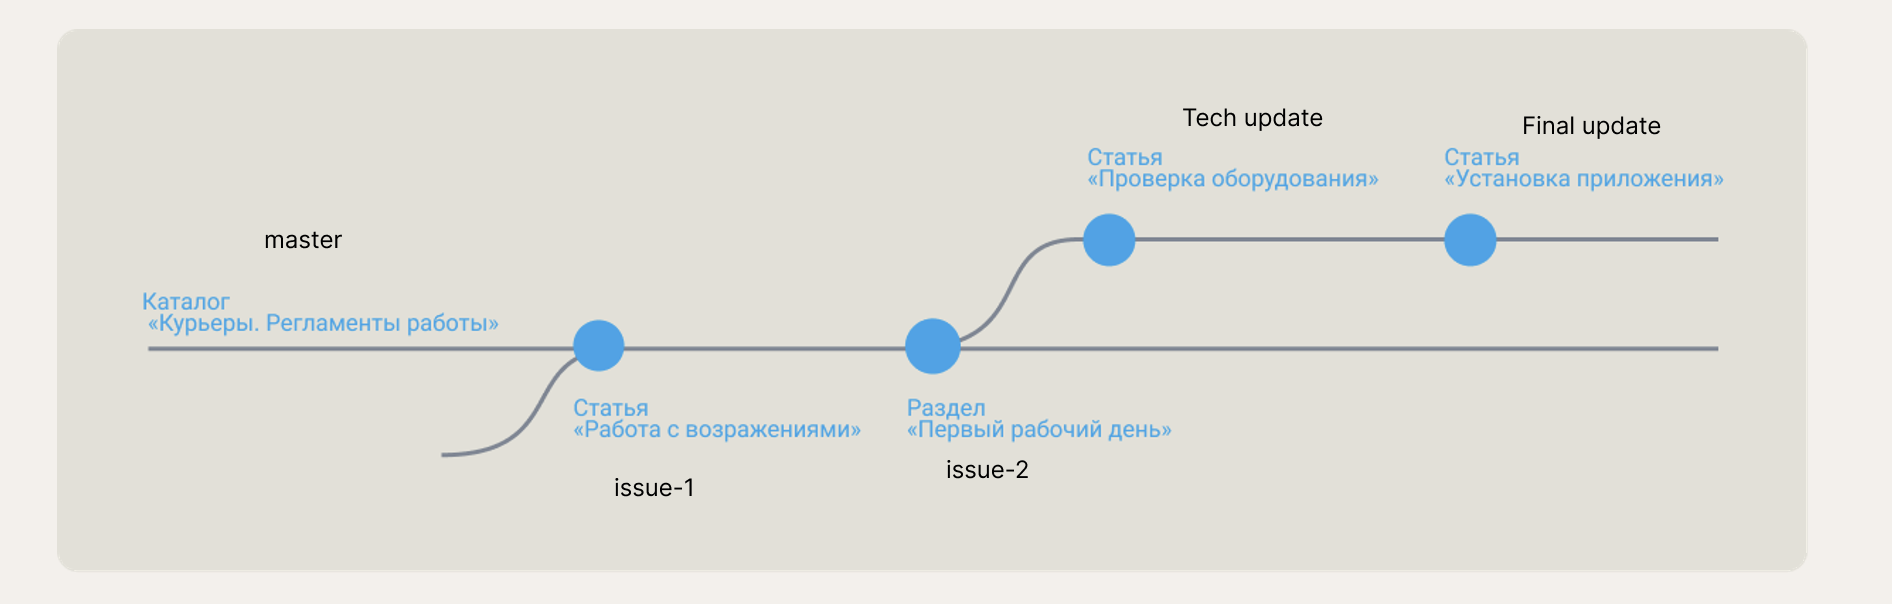 Tech update
Final update
Статья
«Проверка оборудования»
Статья
«Установка приложения»
master
Каталог
«Курьеры. Регламенты работы»
Статья
«Работа с возражениями»
Раздел
«Первый рабочий день»
issue-1
issue-2